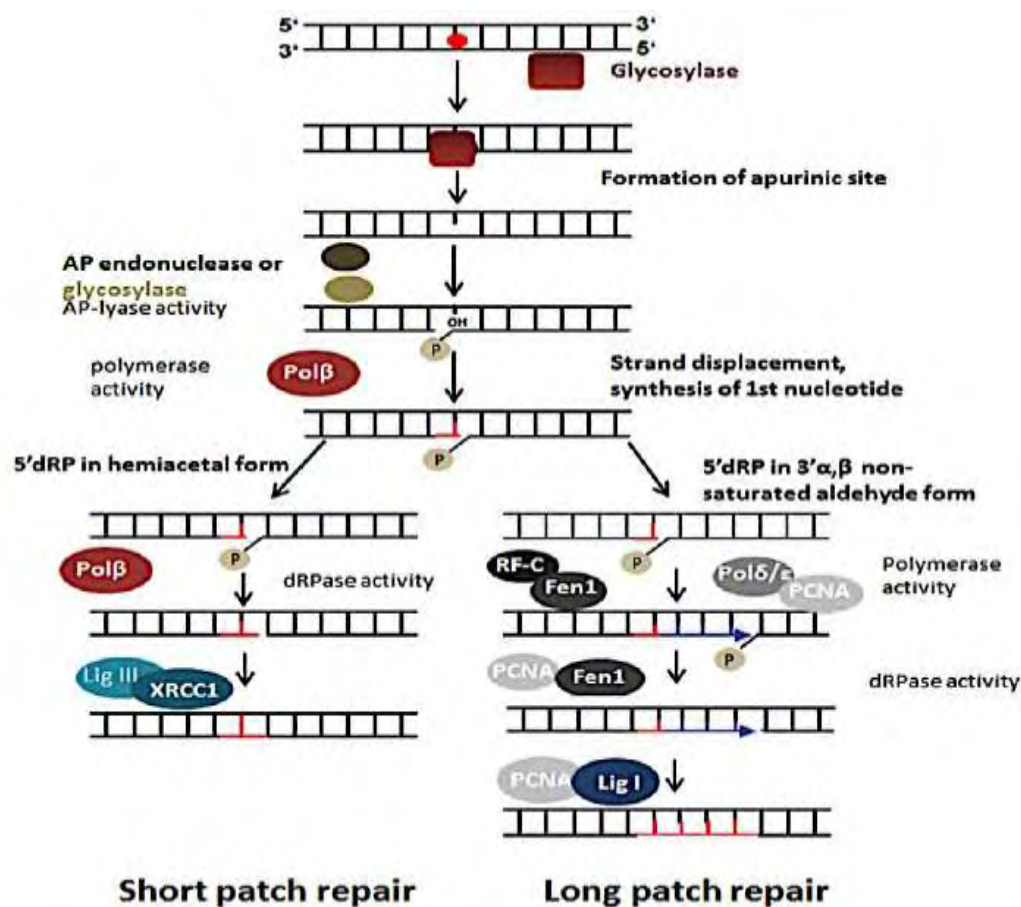 5‘ 3‘
3‘ 5‘
Glycosylase
Formation of apurinic site
AP endonuclease or
glycosylase
AP-lyase activity
OH
P
polymerase
activity
Polβ
Strand displacement,
synthesis of 1st nucleotide
P
5‘dRP in hemiacetal form
5‘dRP in 3‘α,β non-
saturated aldehyde form
P
P
Polβ
dRPase activity
RF-C
Fen1
Polδ/ε
PCNA
Polymerase
activity
P
Lig III
XRCC1
PCNA
Fen1
dRPase activity
PCNA
Lig I
Short patch repair
Long patch repair